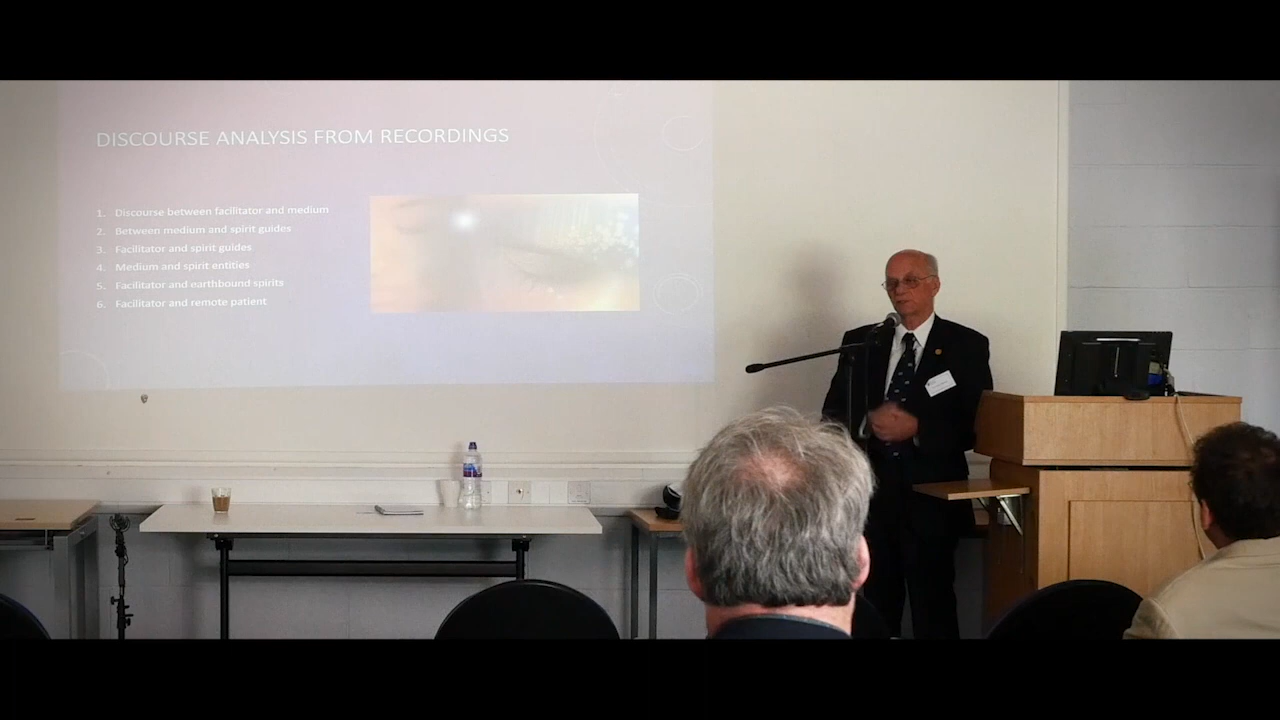 DISCOURSE ANALYSIS FROM RECORDINGS
1. Discourse between facilitator and medium
2. Between medium and spirit guides
3. Facilitator and spirit guides
4. Medium and spirit entities
5. Facilitator and earthbound spirits
6. Facilitator and remote patient